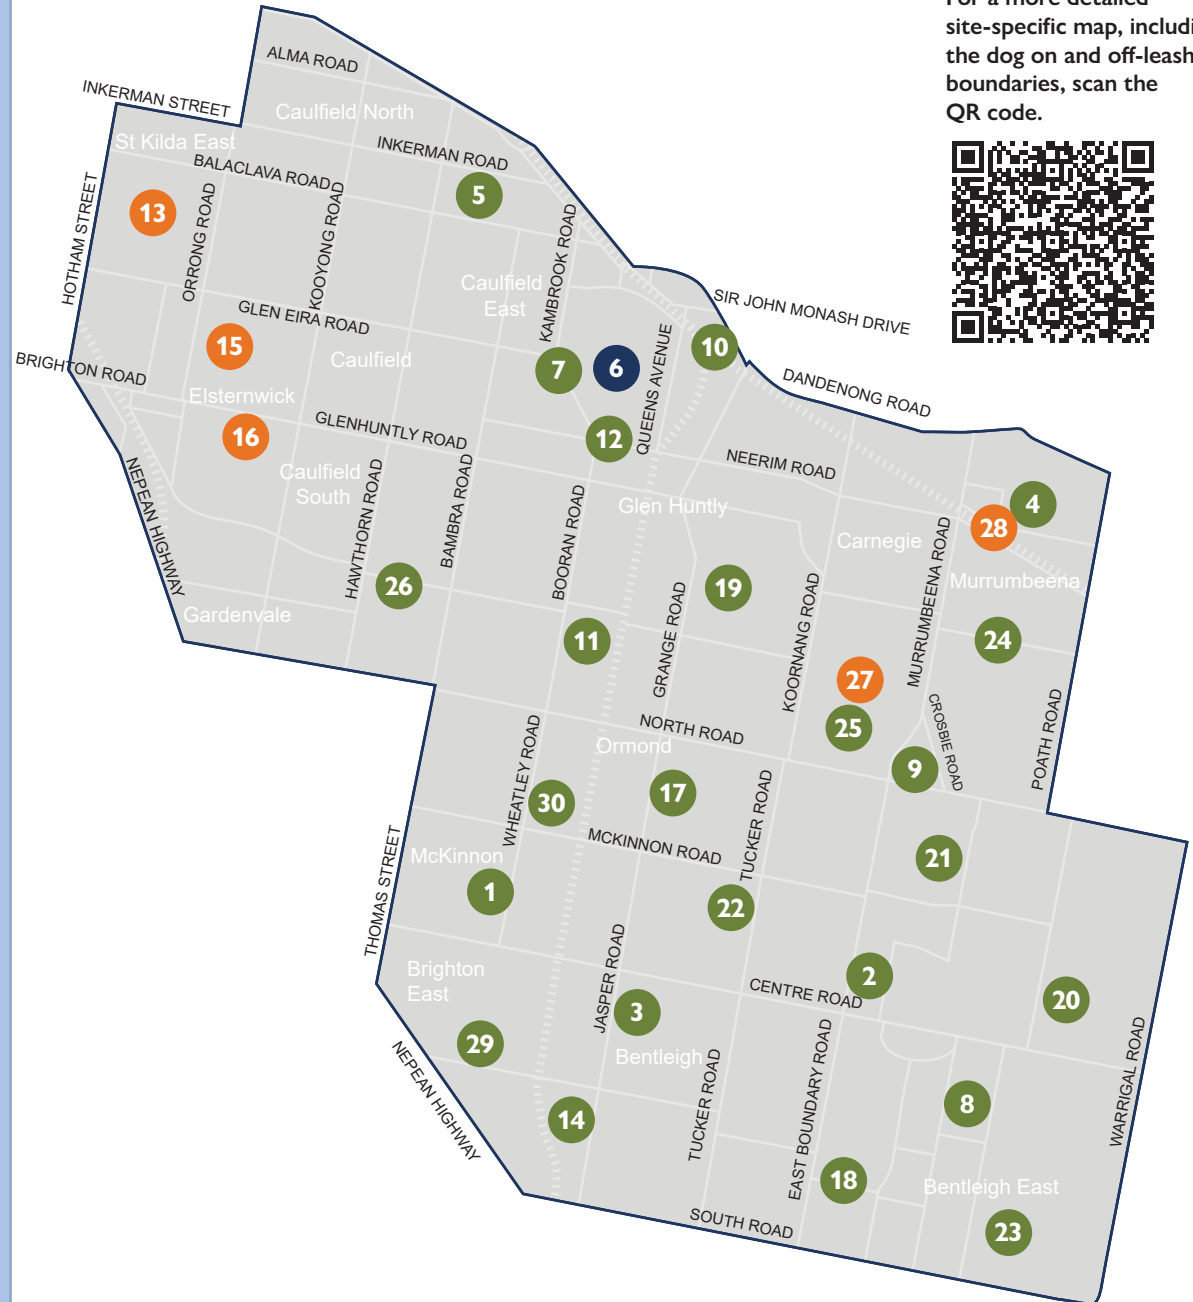 For a more detailed
site-specific map, includi
the dog on and off-leash
boundaries, scan the
QR code.
ALMA ROAD
INKERMAN STREET
Caulfield North
St Kilda East
INKERMAN ROAD
BALACLAVA ROAD
5
13
HOTHAM STREET
ORRONG ROAD
KOOYONG ROAD
KAMBROOK ROAD
Caulfield
East
SIR JOHN MONASH DRIVE
GLEN EIRA ROAD
15
Caulfield
7
6
QUEENS AVENUE
10
BRIGHTON ROAD
DANDENONG ROAD
Elsternwick
16
GLENHUNTLY ROAD
12
NEERIM ROAD
Caulfield
South
NEPEAN HIGHWAY
HAWTHORN ROAD
BAMBRA ROAD
BOORAN ROAD
Glen Huntly
4
28
Carnegie
MURRUMBEENA ROAD
Murrumbeena
26
19
Gardenvale
11
GRANGE ROAD
KOORNANG ROAD
24
27
25
CROSBIE ROAD
POATH ROAD
NORTH ROAD
Ormond
9
WHEATLEY ROAD
30
17
TUCKER ROAD
MCKINNON ROAD
21
McKinnon
1
THOMAS STREET
22
Brighton
East
JASPER ROAD
2
CENTRE ROAD
20
3
29
Bentleigh
NEPEAN HIGHWAY
TUCKER ROAD
EAST BOUNDARY ROAD
WARRIGAL ROAD
8
14
18
Bentleigh East
SOUTH ROAD
23